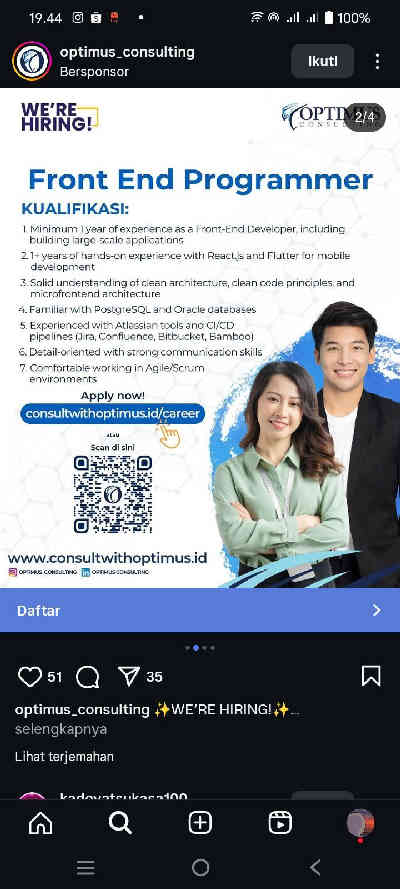 19.44
100%
optimus_consulting
Bersponsor
Ikuti
WE'RE
HIRING!
2/4
Front End Programmer
KUALIFIKASI:
1. Minimum 1 year of experience as a Front-End Developer, including
building large-scale applications
2. 1+ years of hands-on experience with React.js and Flutter for mobile
development
3. Solid understanding of clean architecture, clean code principles, and
microfrontend architecture
4. Familiar with PostgreSQL and Oracle databases
5. Experienced with Atlassian tools and CI/CD
pipelines (Jira, Confluence, Bitbucket, Bamboo)
6. Detail-oriented with strong communication skills
7. Comfortable working in Agile/Scrum
environments
Apply now!
consultwithoptimus.id/career
atau
Scan di sini
www.consultwithoptimus.id
OPTIMUS.CONSULTING
OPTIMUS CONSULTING
Daftar
51
35
optimus_consulting ✨WE'RE HIRING!✨...
selengkapnya
Lihat terjemahan